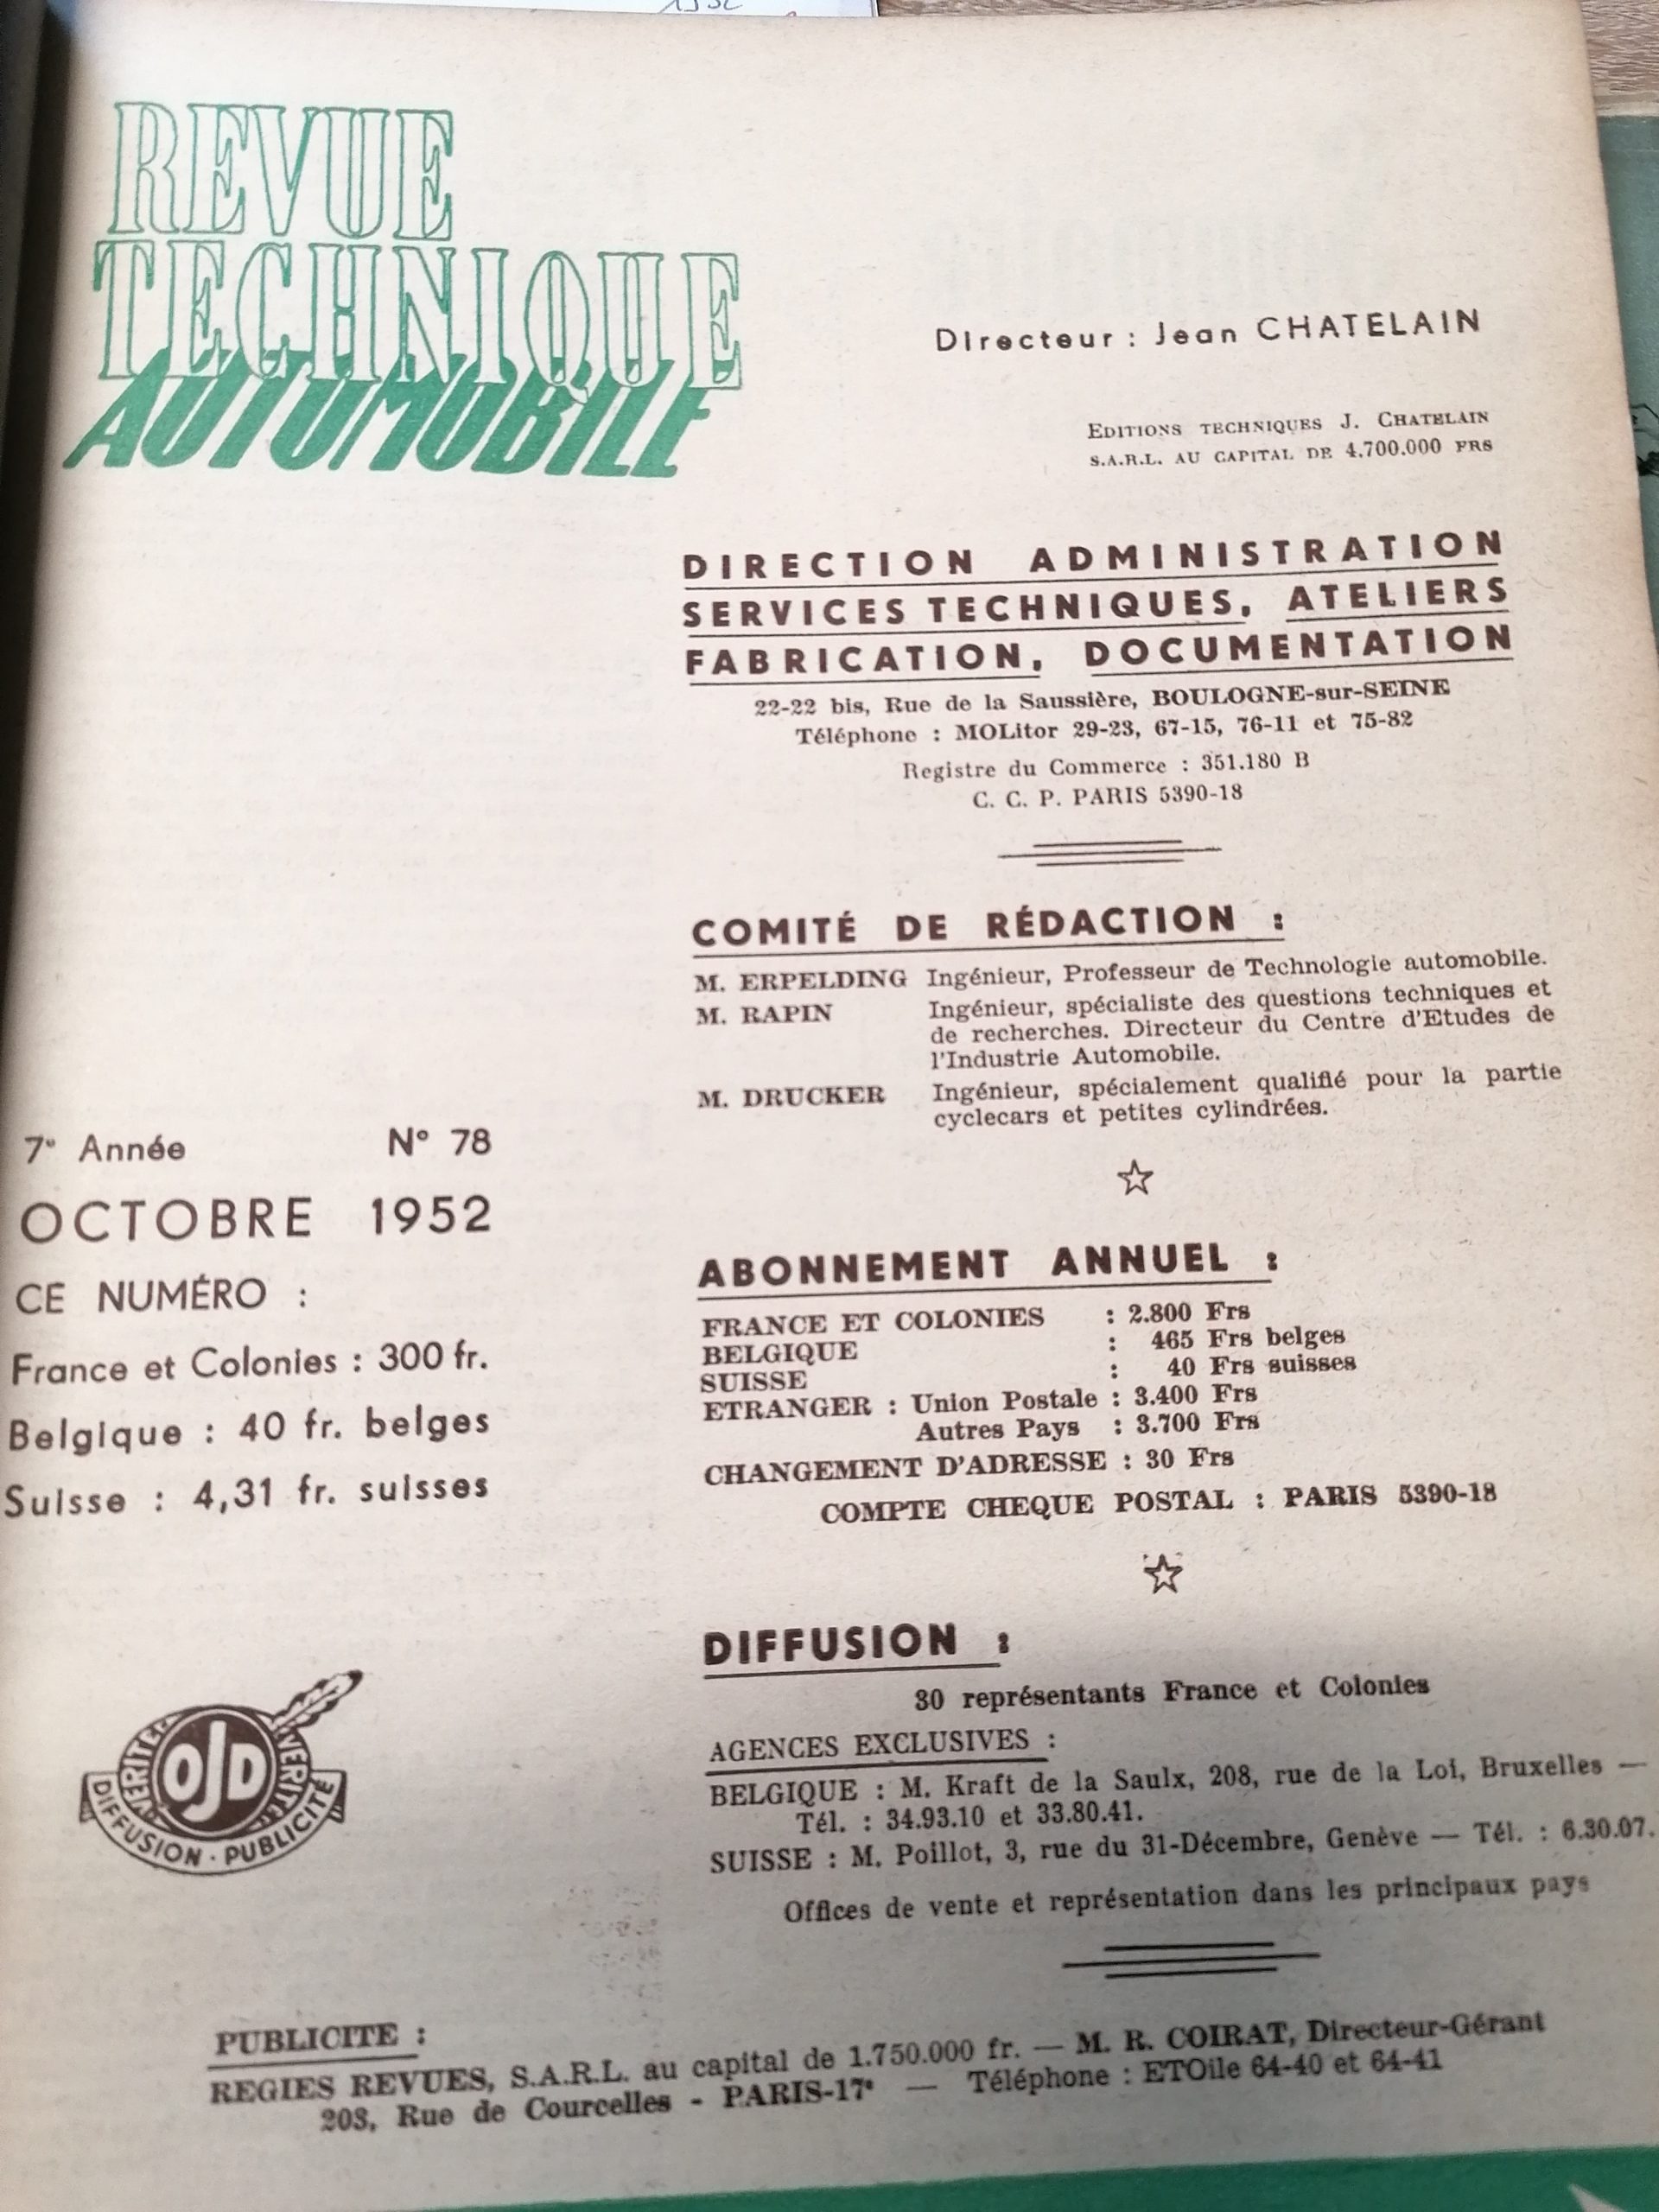 REVUE
TECHNIQUE
AUTOMOBILE
Directeur : Jean CHATELAIN
EDITIONS TECHNIQUES J. CHATELAIN
S.A.R.L. AU CAPITAL DE 4.700.000 FRS
DIRECTION ADMINISTRATION
SERVICES TECHNIQUES, ATELIERS
FABRICATION, DOCUMENTATION
22-22 bis, Rue de la Saussière, BOULOGNE-sur-SEINE
Téléphone : MOLitor 29-23, 67-15, 76-11 et 75-82
Registre du Commerce : 351.180 B
C. C. P. PARIS 5390-18
COMITÉ DE RÉDACTION :
M. ERPELDING Ingénieur, Professeur de Technologie automobile.
M. RAPIN Ingénieur, spécialiste des questions techniques et
de recherches. Directeur du Centre d'Etudes de
l'Industrie Automobile.
M. DRUCKER Ingénieur, spécialement qualifié pour la partie
cyclecars et petites cylindrées.
7e Année N° 78
OCTOBRE 1952
CE NUMÉRO :
France et Colonies : 300 fr.
Belgique : 40 fr. belges
Suisse : 4,31 fr. suisses
ABONNEMENT ANNUEL :
FRANCE ET COLONIES : 2.800 Frs
BELGIQUE : 465 Frs belges
SUISSE : 40 Frs suisses
ETRANGER : Union Postale : 3.400 Frs
Autres Pays : 3.700 Frs
CHANGEMENT D'ADRESSE : 30 Frs
COMPTE CHEQUE POSTAL : PARIS 5390-18
DIFFUSION :
30 représentants France et Colonies
AGENCES EXCLUSIVES :
BELGIQUE : M. Kraft de la Saulx, 208, rue de la Loi, Bruxelles —
Tél. : 34.93.10 et 33.80.41.
SUISSE : M. Poillot, 3, rue du 31-Décembre, Genève — Tél. : 6.30.07.
Offices de vente et représentation dans les principaux pays
OJD
VERITE
DIFFUSION · PUBLICITÉ
PUBLICITE :
REGIES REVUES, S.A.R.L. au capital de 1.750.000 fr. — M. R. COIRAT, Directeur-Gérant
203, Rue de Courcelles - PARIS-17e — Téléphone : ETOile 64-40 et 64-41